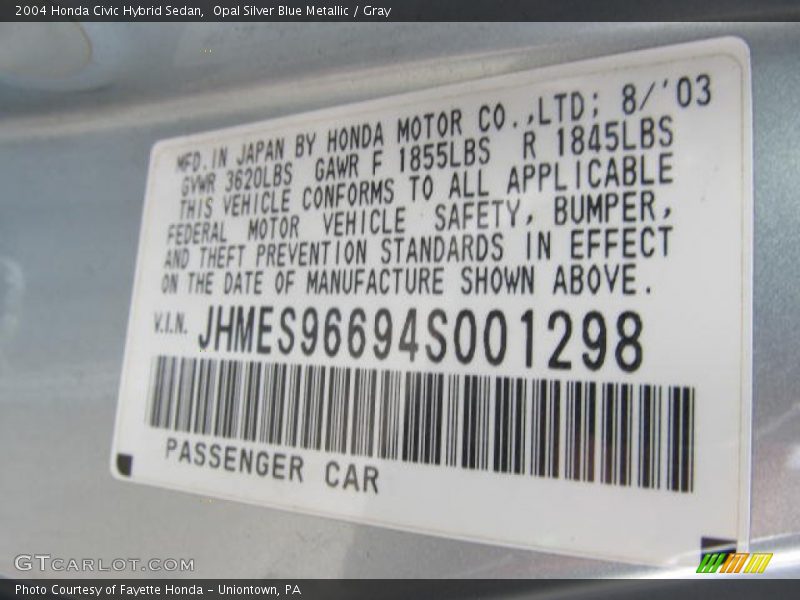 2004 Honda Civic Hybrid Sedan,  Opal Silver Blue Metallic / Gray
MFD. IN JAPAN BY HONDA MOTOR CO.,LTD; 8/'03
GVWR 3620LBS GAWR F 1855LBS R 1845LBS
THIS VEHICLE CONFORMS TO ALL APPLICABLE
FEDERAL MOTOR VEHICLE SAFETY, BUMPER,
AND THEFT PREVENTION STANDARDS IN EFFECT
ON THE DATE OF MANUFACTURE SHOWN ABOVE.
V.I.N. JHMES96694S001298
PASSENGER CAR
GTCARLOT.COM
Photo Courtesy of Fayette Honda - Uniontown, PA